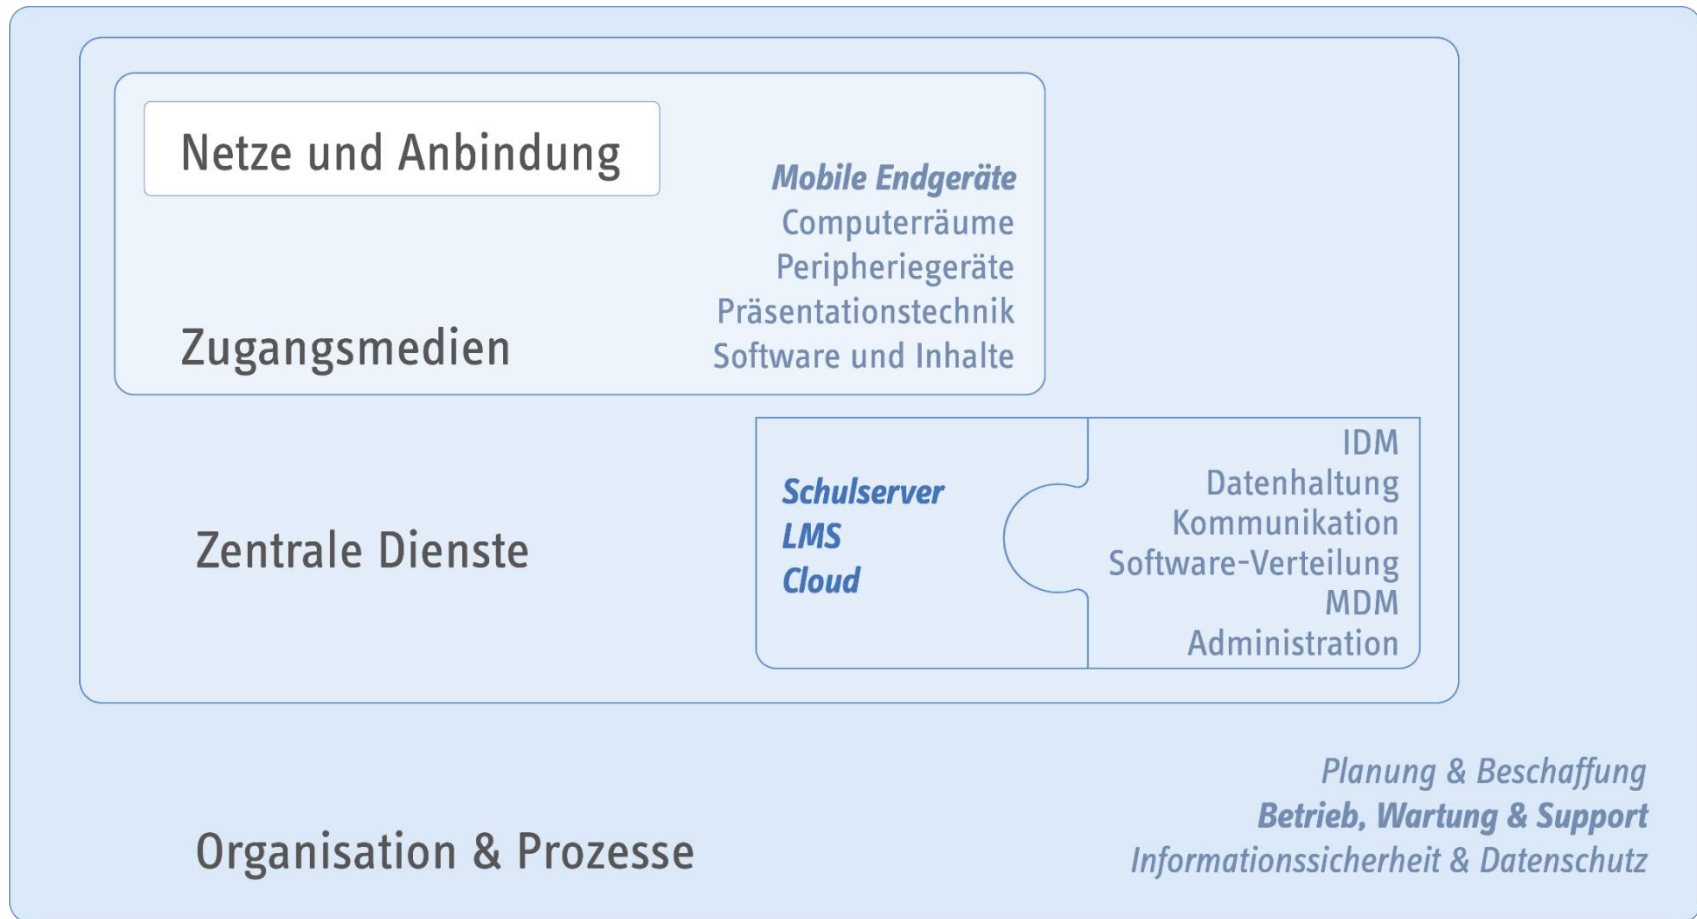 Netze und Anbindung
Mobile Endgeräte
Computerräume
Peripheriegeräte
Präsentationstechnik
Software und Inhalte
Zugangsmedien
Zentrale Dienste
Schulserver
LMS
Cloud
IDM
Datenhaltung
Kommunikation
Software-Verteilung
MDM
Administration
Organisation & Prozesse
Planung & Beschaffung
Betrieb, Wartung & Support
Informationssicherheit & Datenschutz